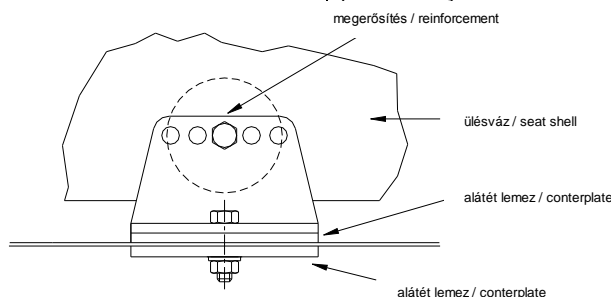 megerősítés / reinforcement
ülésváz / seat shell
alátét lemez / conterplate
alátét lemez / conterplate